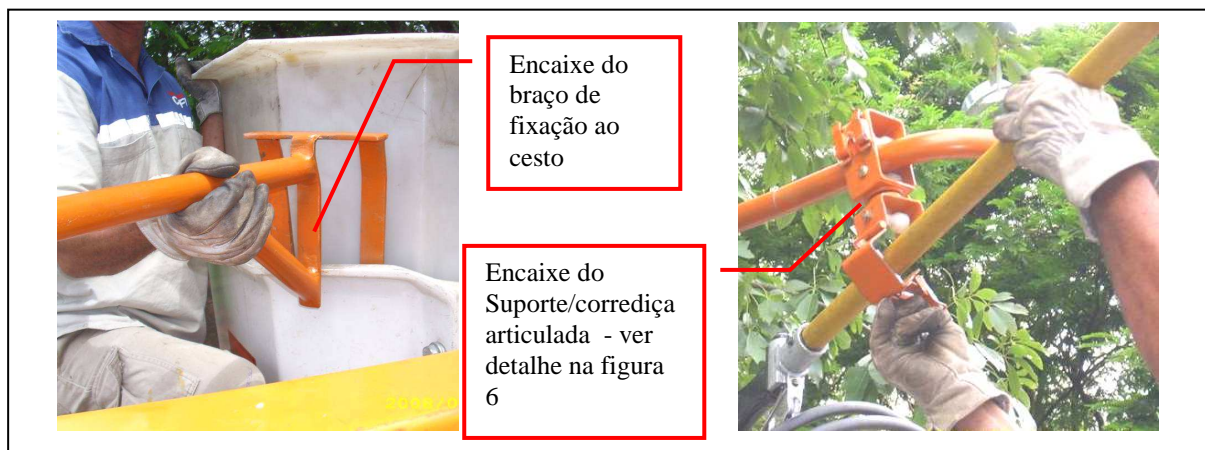 Encaixe do
braço de
fixação ao
cesto
Encaixe do
Suporte/corrediça
articulada - ver
detalhe na figura
6